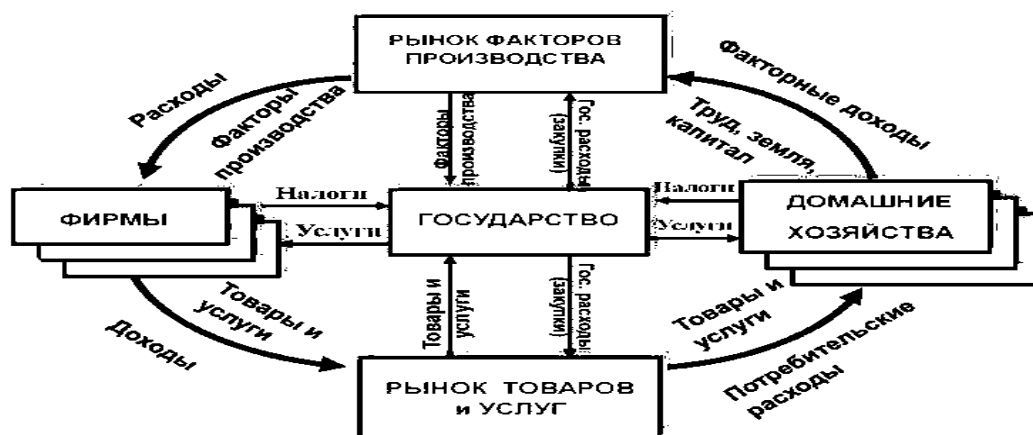 РЫНОК ФАКТОРОВ
ПРОИЗВОДСТВА
Расходы
Факторы
производства
Факторы
производства
Гос. расходы
(закупки)
Факторные доходы
Труд, земля,
капитал
ФИРМЫ
Налоги
Услуги
ГОСУДАРСТВО
Налоги
Услуги
ДОМАШНИЕ
ХОЗЯЙСТВА
Товары и
услуги
Доходы
Товары и
услуги
Гос. расходы
(закупки)
Товары и
услуги
Потребительские
расходы
РЫНОК ТОВАРОВ
и УСЛУГ